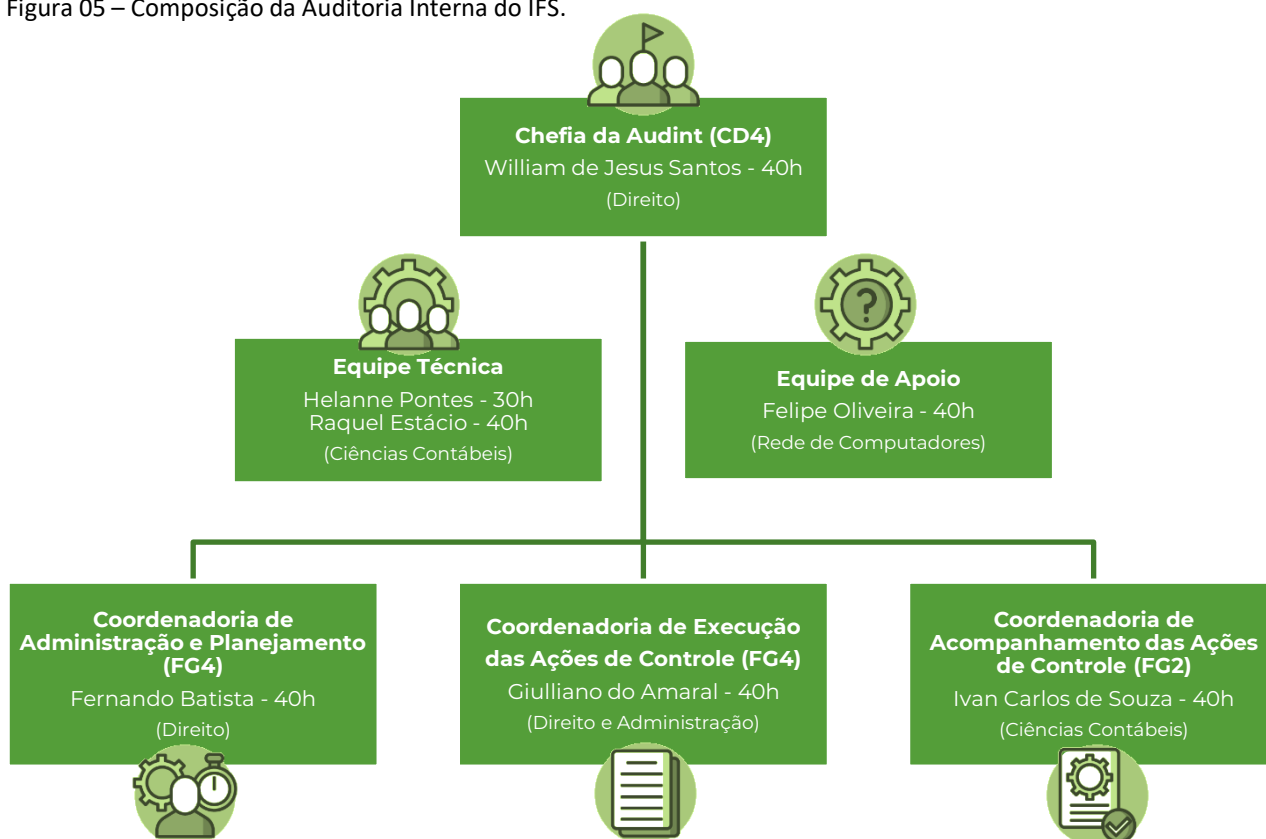 Figura 05 – Composição da Auditoria Interna do IFS.
Chefia da Audint (CD4)
William de Jesus Santos - 40h
(Direito)
Equipe Técnica
Helanne Pontes - 30h
Raquel Estácio - 40h
(Ciências Contábeis)
?
Equipe de Apoio
Felipe Oliveira - 40h
(Rede de Computadores)
Coordenadoria de
Administração e Planejamento
(FG4)
Fernando Batista - 40h
(Direito)
Coordenadoria de Execução
das Ações de Controle (FG4)
Giulliano do Amaral - 40h
(Direito e Administração)
Coordenadoria de
Acompanhamento das Ações
de Controle (FG2)
Ivan Carlos de Souza - 40h
(Ciências Contábeis)